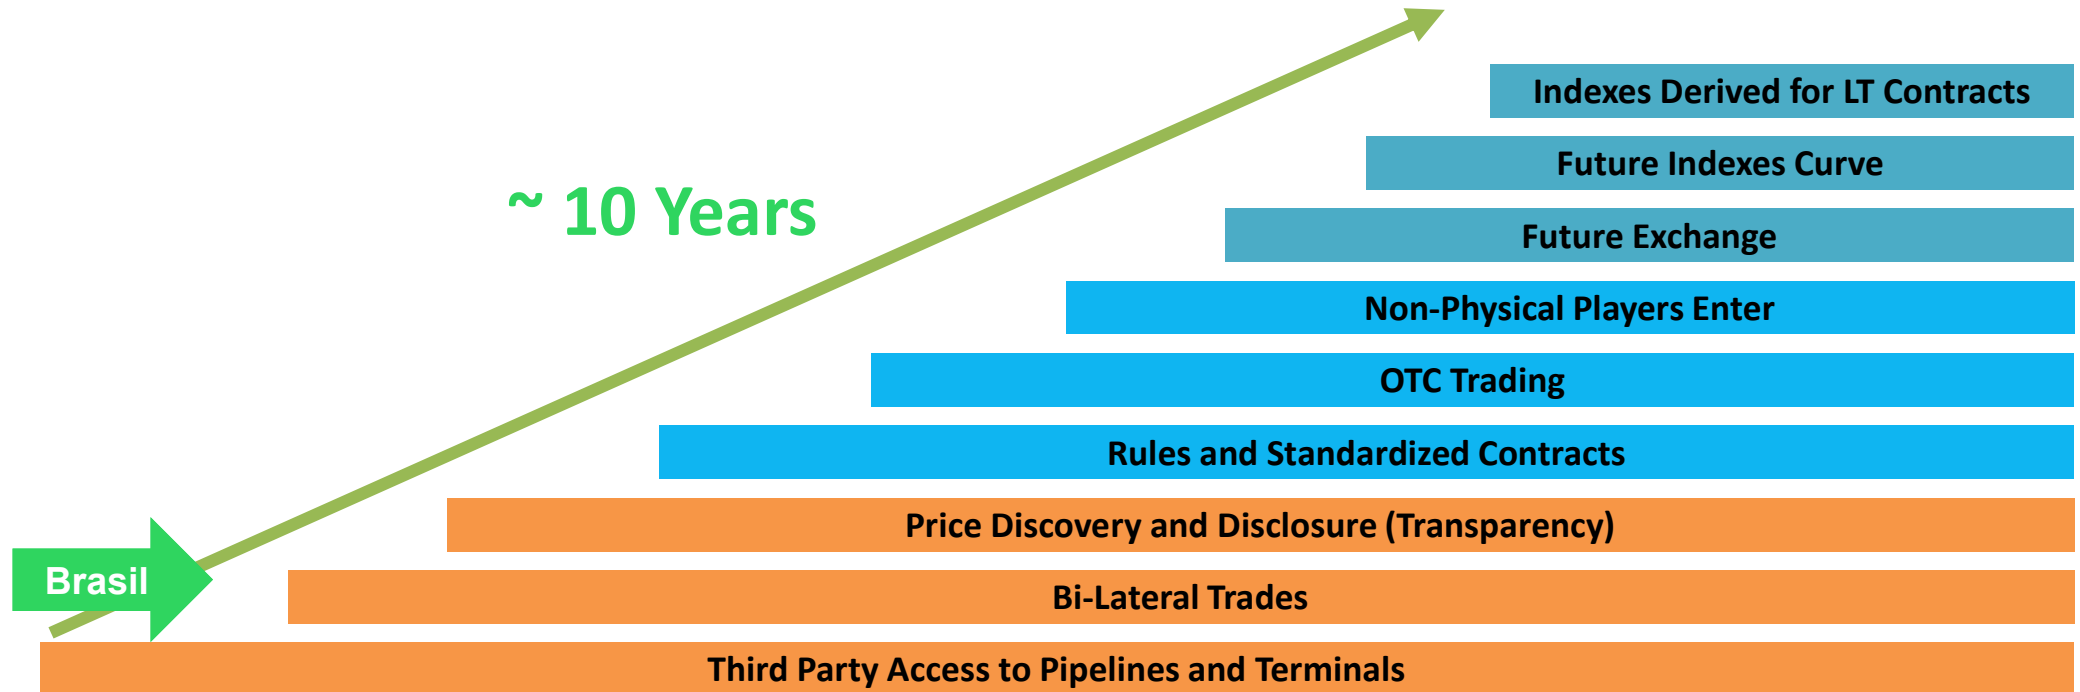 Indexes Derived for LT Contracts
Future Indexes Curve
~ 10 Years
Future Exchange
Non-Physical Players Enter
OTC Trading
Rules and Standardized Contracts
Price Discovery and Disclosure (Transparency)
Brasil
Bi-Lateral Trades
Third Party Access to Pipelines and Terminals